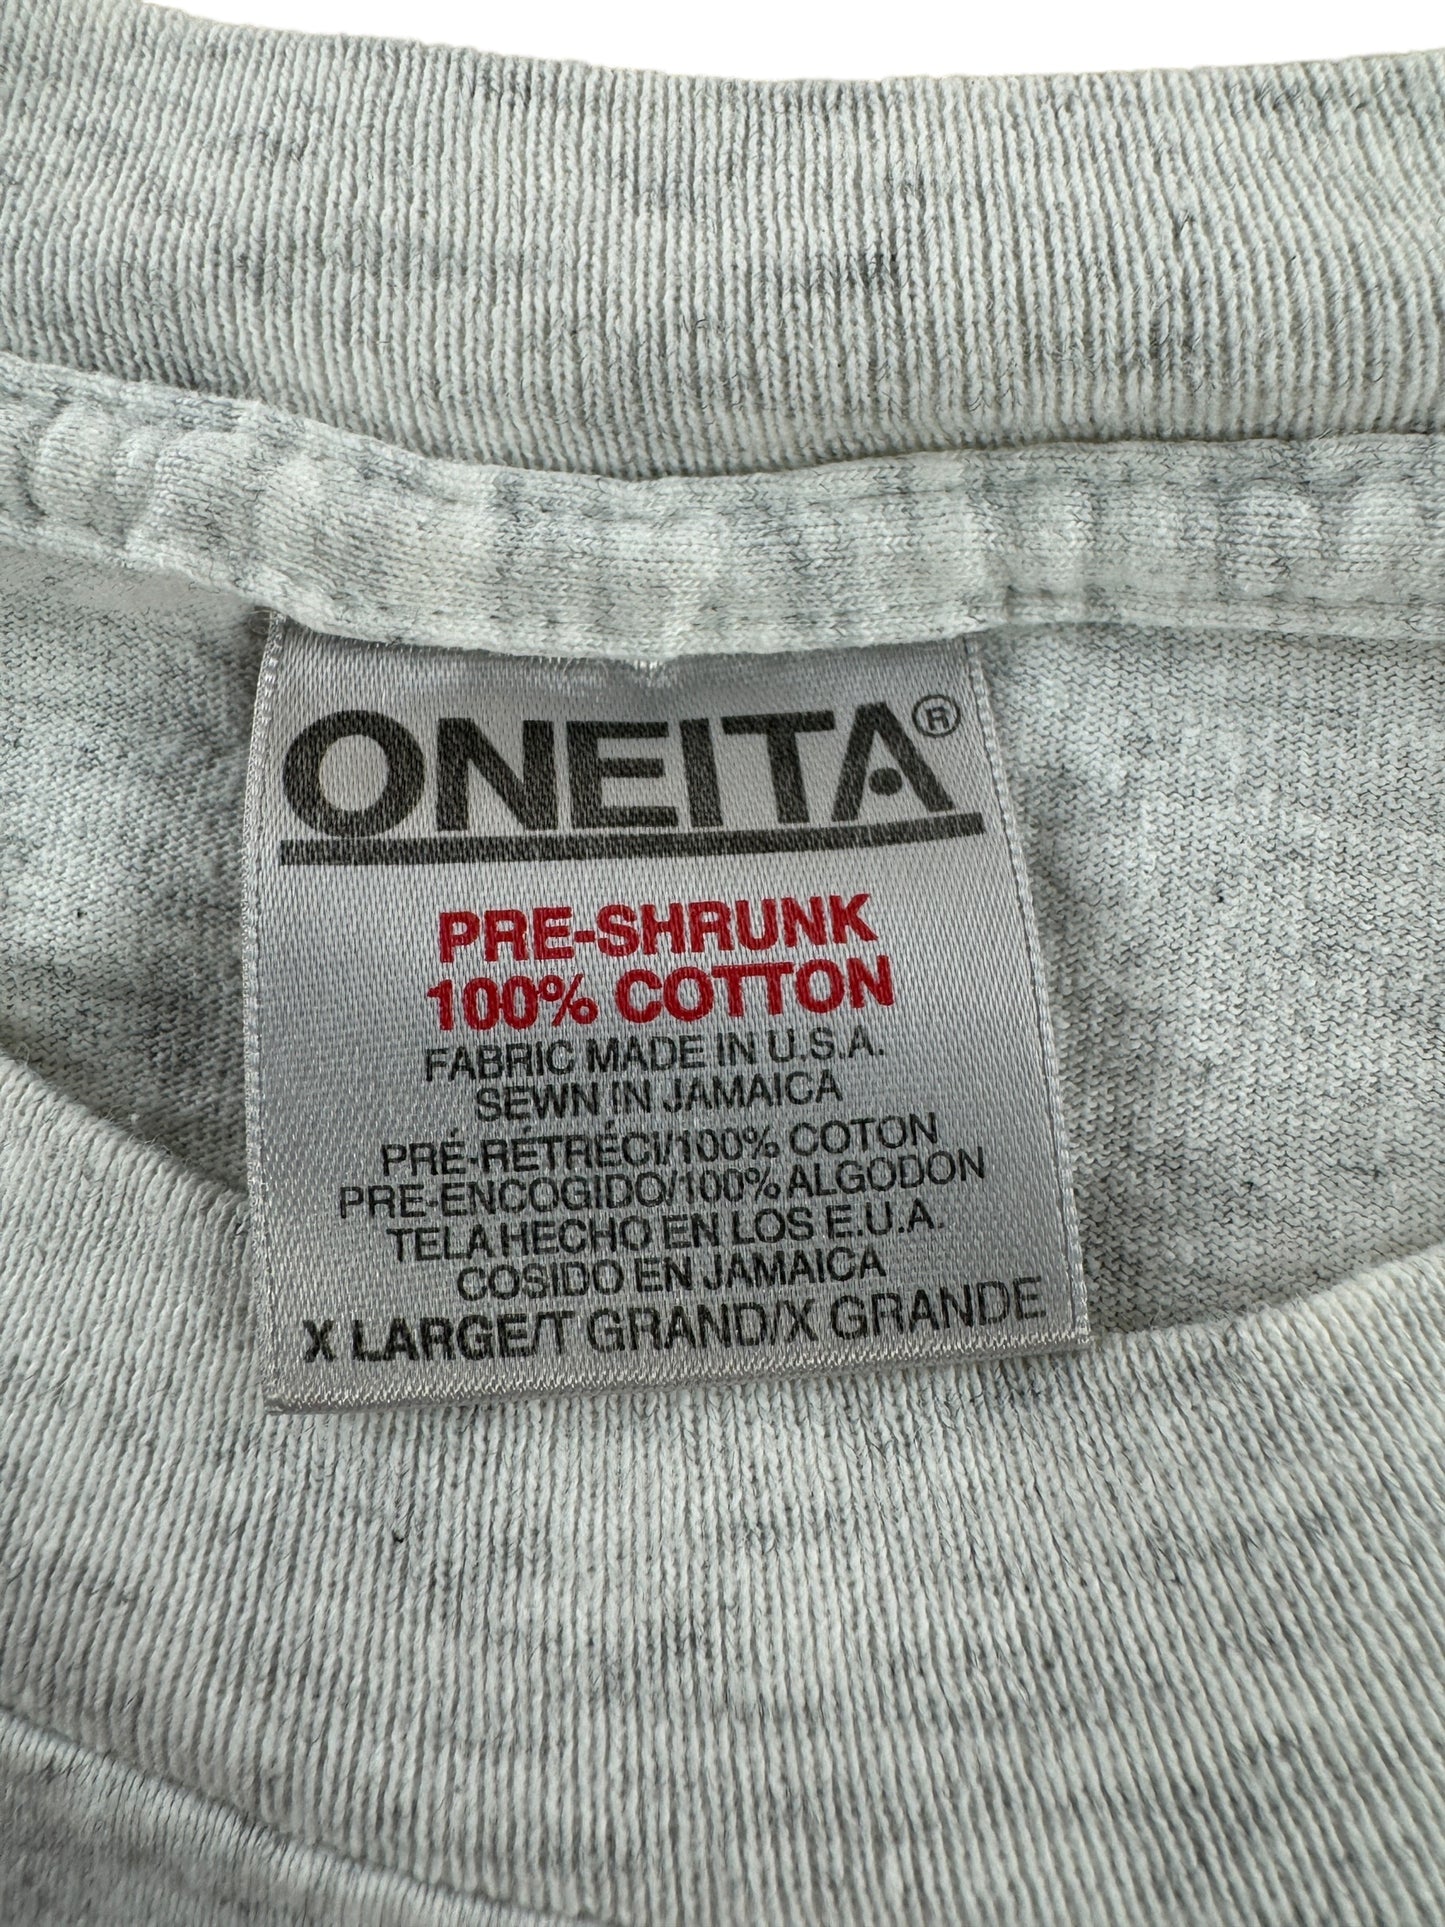 ONEITA®
PRE-SHRUNK
100% COTTON
FABRIC MADE IN U.S.A.
SEWN IN JAMAICA
PRÉ-RÉTRÉCI/100% COTON
PRE-ENCOGIDO/100% ALGODON
TELA HECHO EN LOS E.U.A.
COSIDO EN JAMAICA
X LARGE/T GRAND/X GRANDE